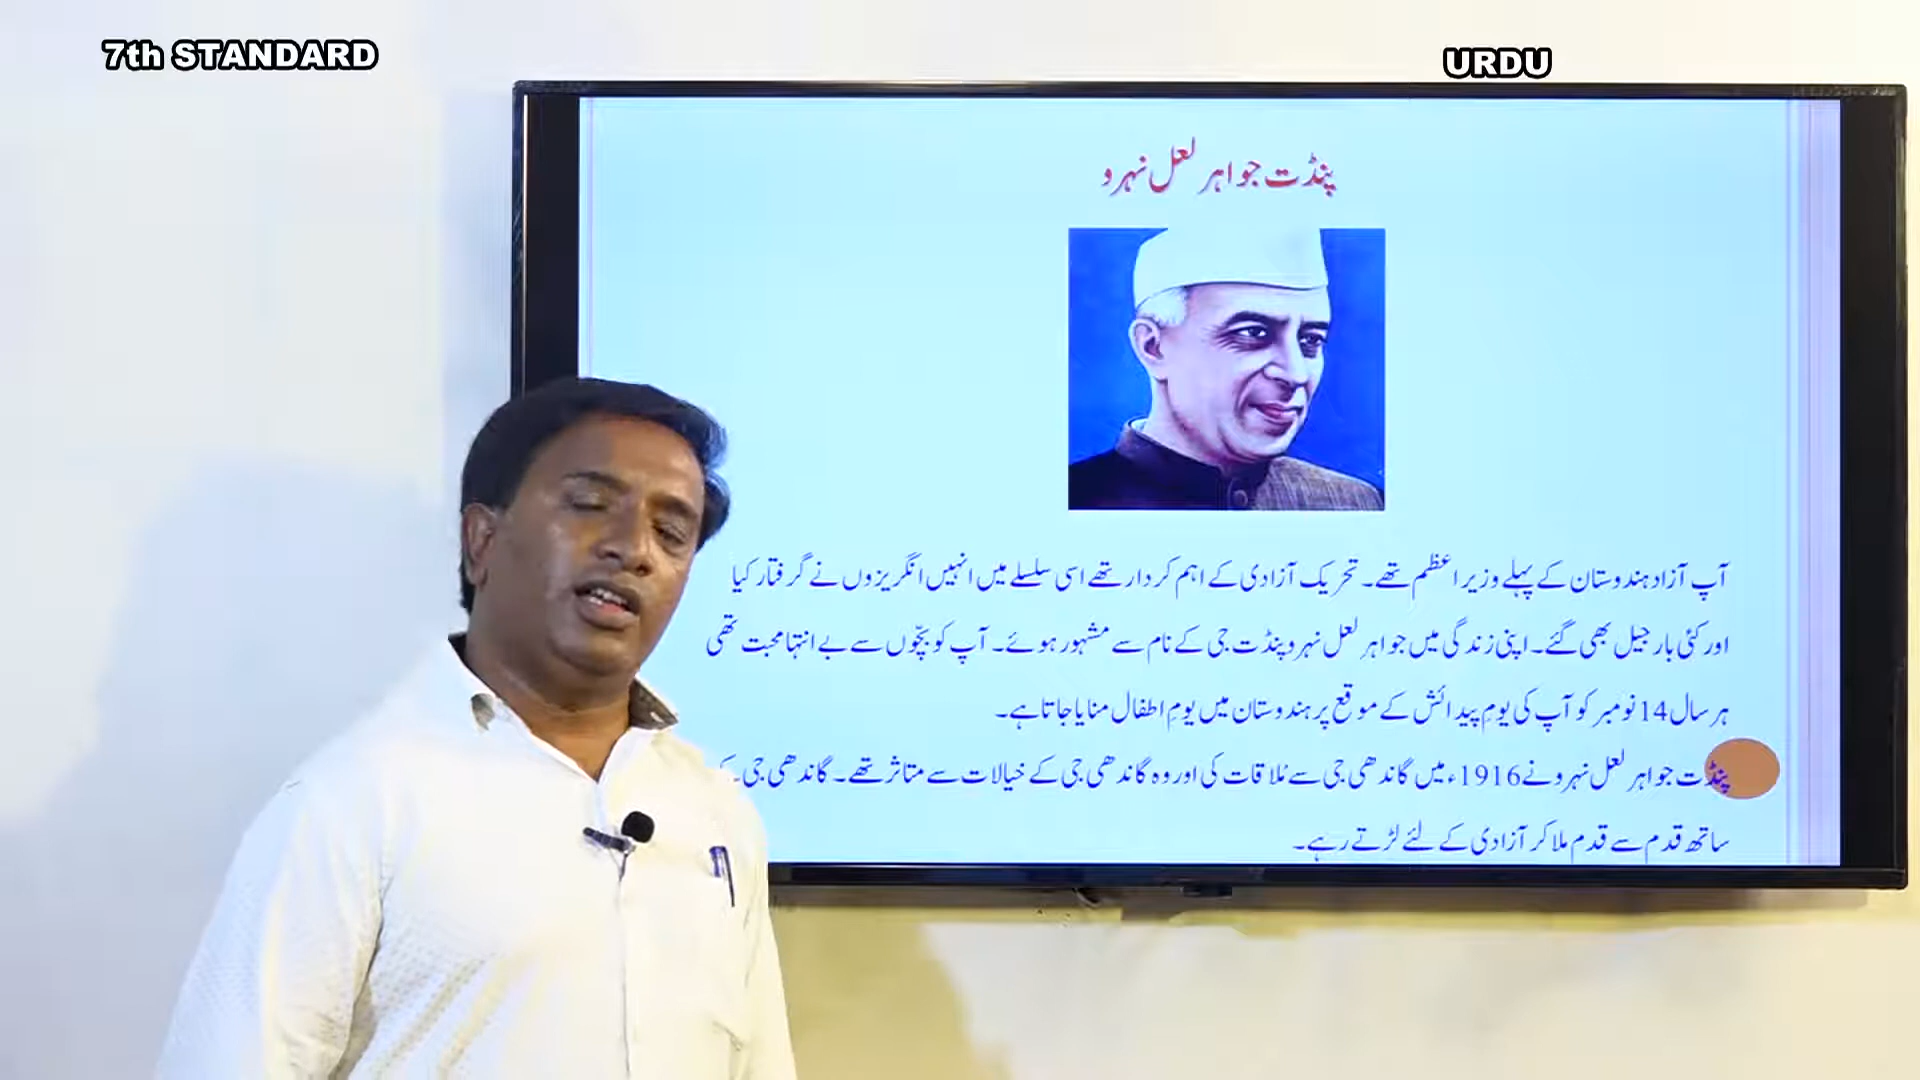 7th STANDARD
URDU
پنڈت جواہر لعل نہرو
آپ آزاد ہندوستان کے پہلے وزیر اعظم تھے۔ تحریک آزادی کے اہم کردار تھے اسی سلسلے میں انہیں انگریزوں نے گرفتار کیا
اور کئی بار جیل بھی گئے۔ اپنی زندگی میں جواہر لعل نہرو پنڈت جی کے نام سے مشہور ہوئے۔ آپ کو بچّوں سے بے انتہا محبت تھی
ہر سال 14 نومبر کو آپ کی یومِ پیدائش کے موقع پر ہندوستان میں یومِ اطفال منایا جاتا ہے۔
پنڈت جواہر لعل نہرو نے 1916ء میں گاندھی جی سے مُلاقات کی اور وہ گاندھی جی کے خیالات سے متاثر تھے۔ گاندھی جی
ساتھ قدم سے قدم ملا کر آزادی کے لئے لڑتے رہے۔